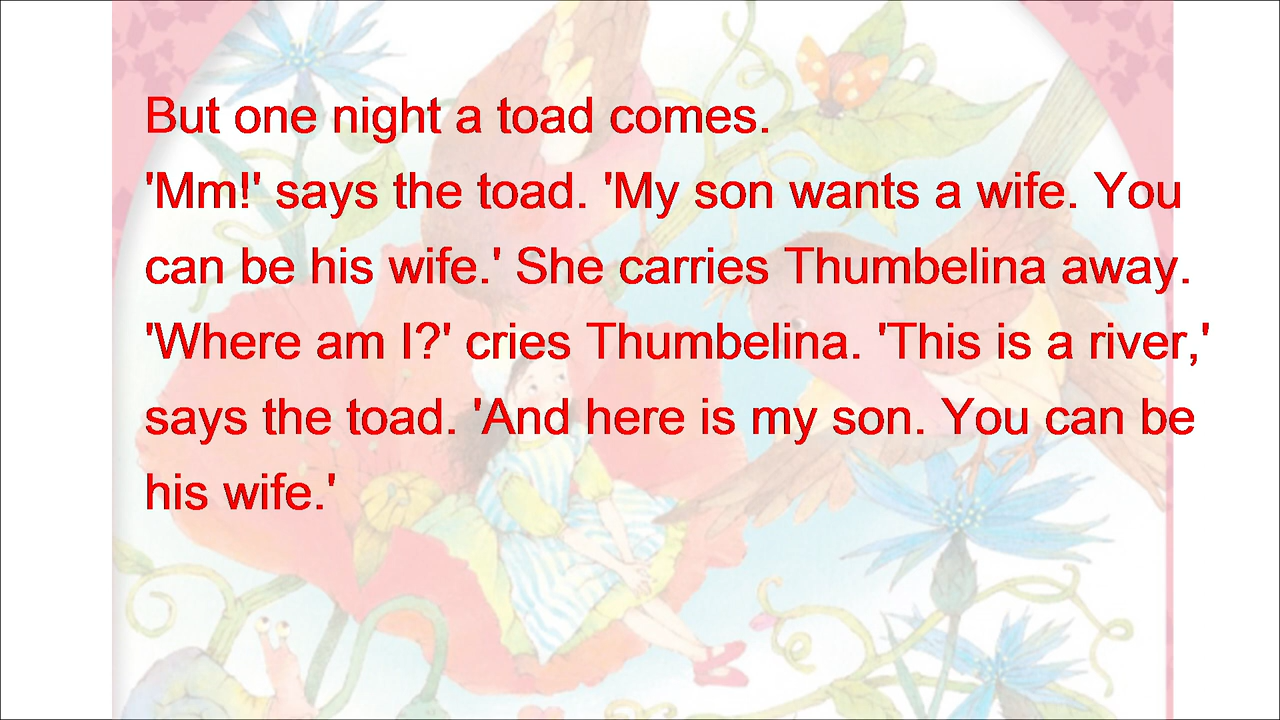 But one night a toad comes.
'Mm!' says the toad. 'My son wants a wife. You
can be his wife.' She carries Thumbelina away.
'Where am I?' cries Thumbelina. 'This is a river,'
says the toad. 'And here is my son. You can be
his wife.'